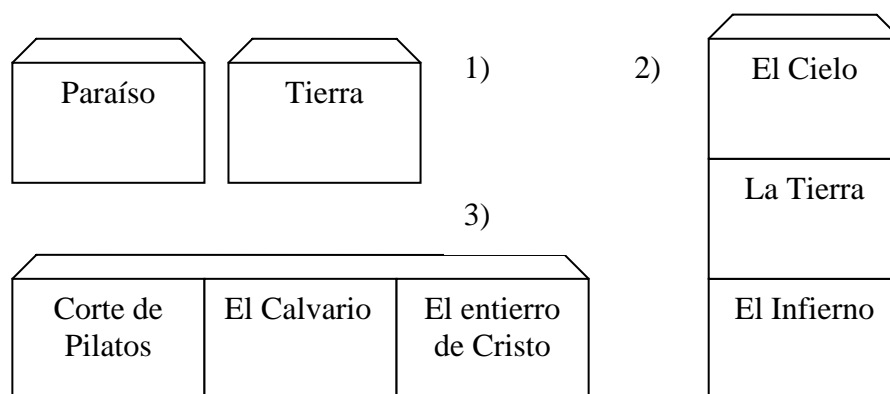 Paraíso
Tierra
1)
2)
El Cielo
La Tierra
El Infierno
3)
Corte de
Pilatos
El Calvario
El entierro
de Cristo